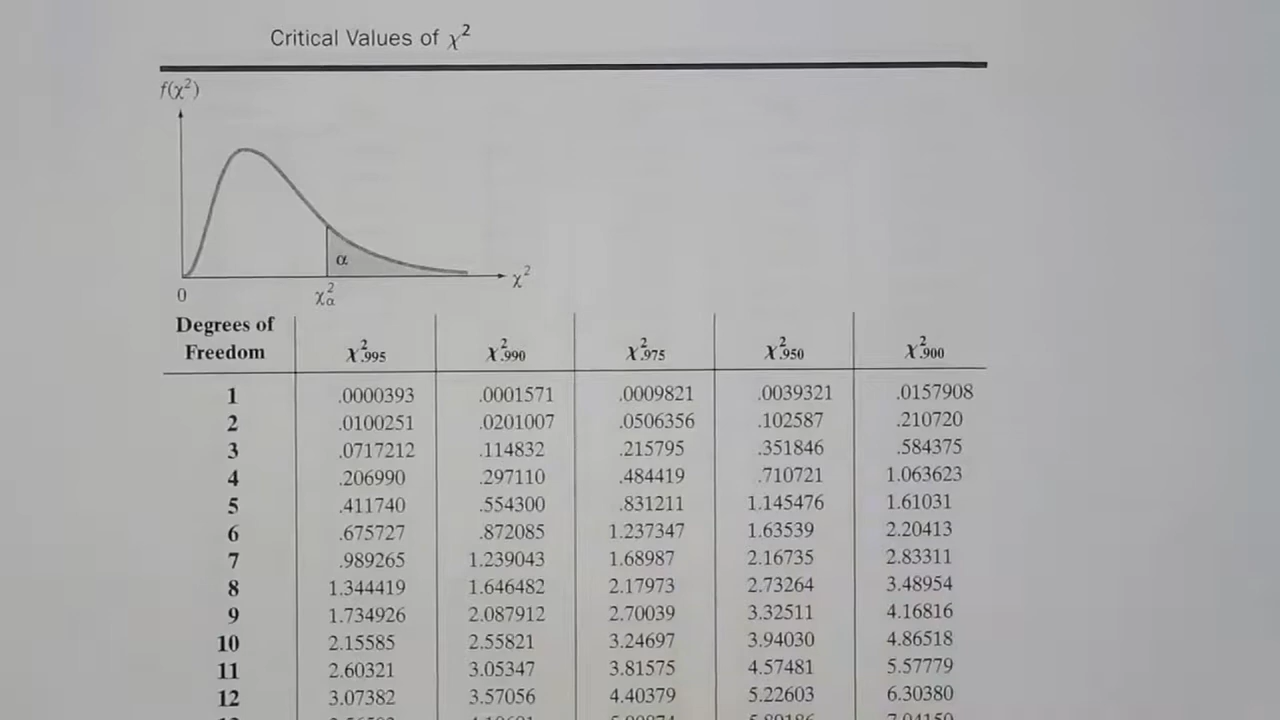 Critical Values of χ²
f(χ²)
α
χ²
0
χ²α
Degrees of Freedom χ².995 χ².990 χ².975 χ².950 χ².900
1 .0000393 .0001571 .0009821 .0039321 .0157908
2 .0100251 .0201007 .0506356 .102587 .210720
3 .0717212 .114832 .215795 .351846 .584375
4 .206990 .297110 .484419 .710721 1.063623
5 .411740 .554300 .831211 1.145476 1.61031
6 .675727 .872085 1.237347 1.63539 2.20413
7 .989265 1.239043 1.68987 2.16735 2.83311
8 1.344419 1.646482 2.17973 2.73264 3.48954
9 1.734926 2.087912 2.70039 3.32511 4.16816
10 2.15585 2.55821 3.24697 3.94030 4.86518
11 2.60321 3.05347 3.81575 4.57481 5.57779
12 3.07382 3.57056 4.40379 5.22603 6.30380